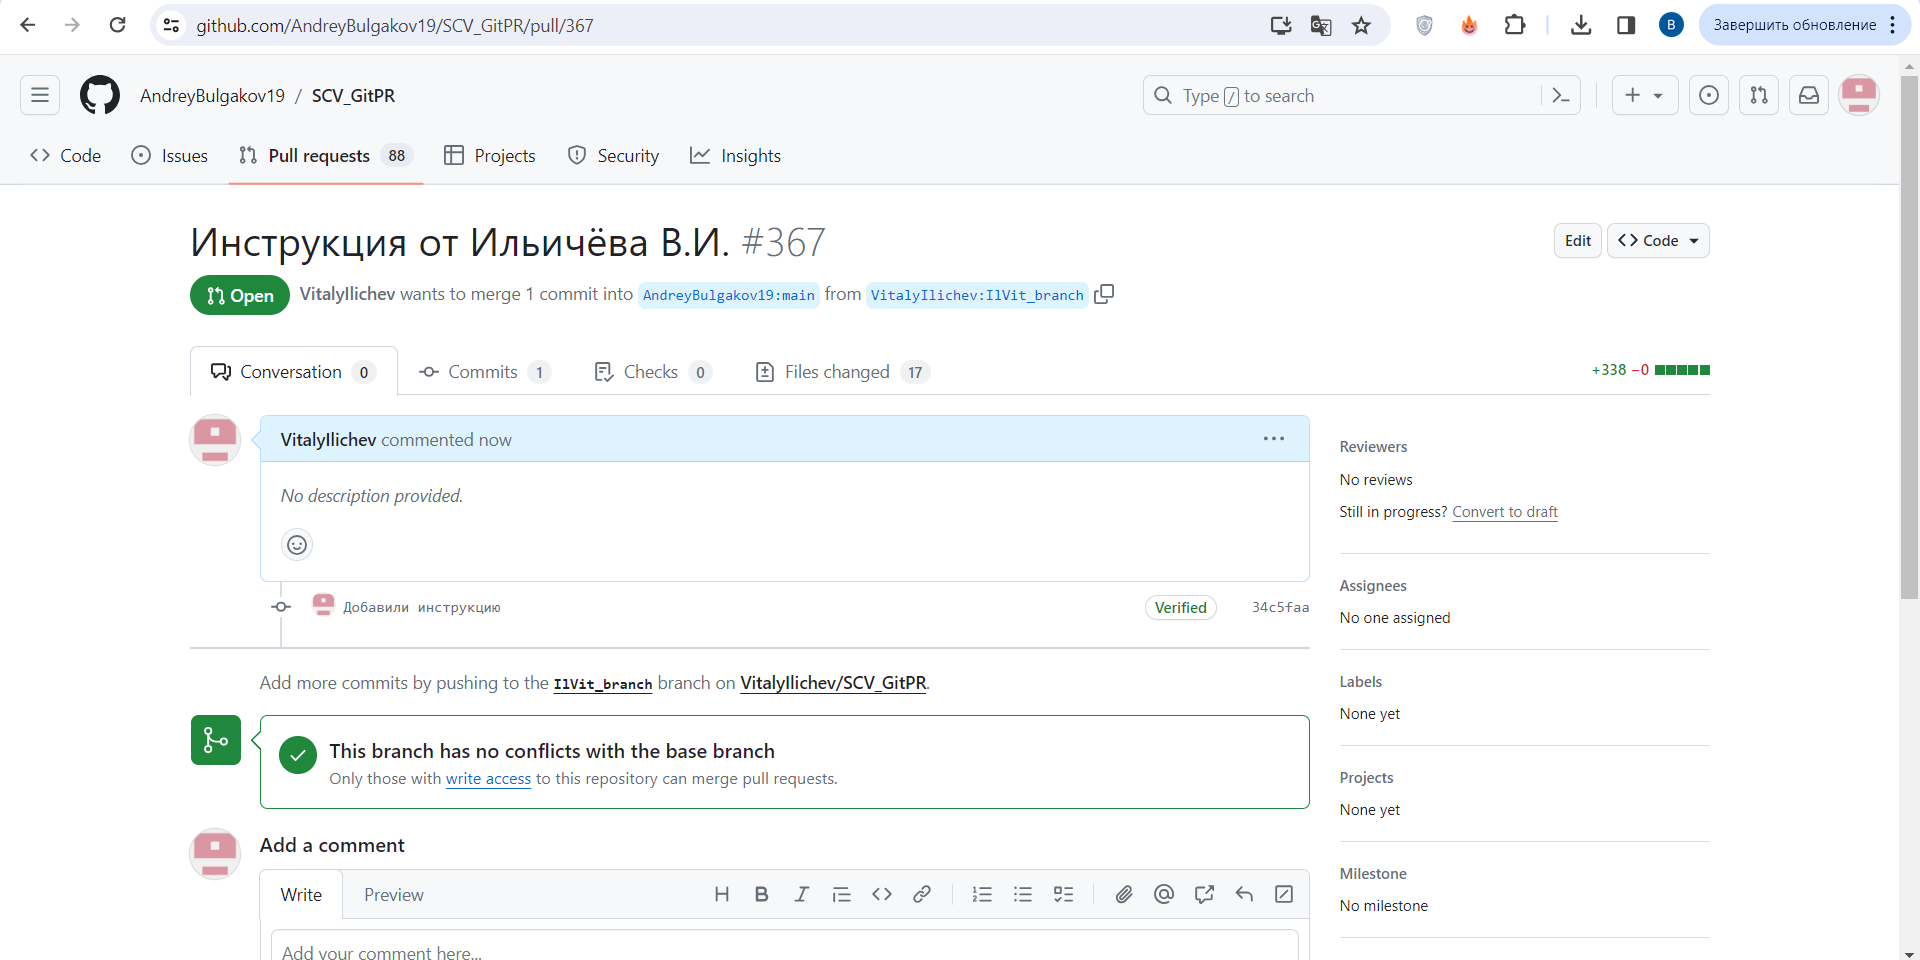 github.com/AndreyBulgakov19/SCV_GitPR/pull/367
B
Завершить обновление
AndreyBulgakov19 / SCV_GitPR
Type / to search
Code
Issues
Pull requests 88
Projects
Security
Insights
Инструкция от Ильичёва В.И. #367
Edit
Code
Open
VitalyIlichev wants to merge 1 commit into AndreyBulgakov19:main from VitalyIlichev:IlVit_branch
Conversation 0
Commits 1
Checks 0
Files changed 17
+338 −0
VitalyIlichev commented now
No description provided.
Добавили инструкцию
Verified
34c5faa
Add more commits by pushing to the IlVit_branch branch on VitalyIlichev/SCV_GitPR.
This branch has no conflicts with the base branch
Only those with write access to this repository can merge pull requests.
Add a comment
Write
Preview
Add your comment here...
Reviewers
No reviews
Still in progress? Convert to draft
Assignees
No one assigned
Labels
None yet
Projects
None yet
Milestone
No milestone